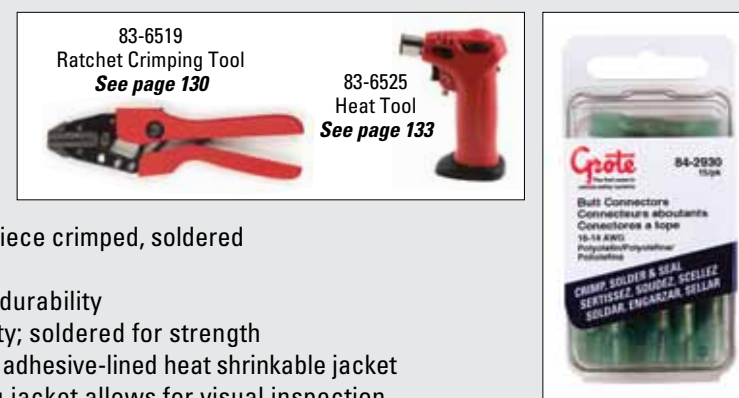 83-6519
Ratchet Crimping Tool
See page 130
83-6525
Heat Tool
See page 133
piece crimped, soldered
durability
ty; soldered for strength
adhesive-lined heat shrinkable jacket
jacket allows for visual inspection
Grote
84-2930
15/pk
Butt Connectors
Connecteurs aboutants
Conectores a tope
16-14 AWG
CRIMP, SOLDER & SEAL
SERTISSEZ, SOUDEZ, SCELLEZ
SOLDAR, ENGARZAR, SELLAR